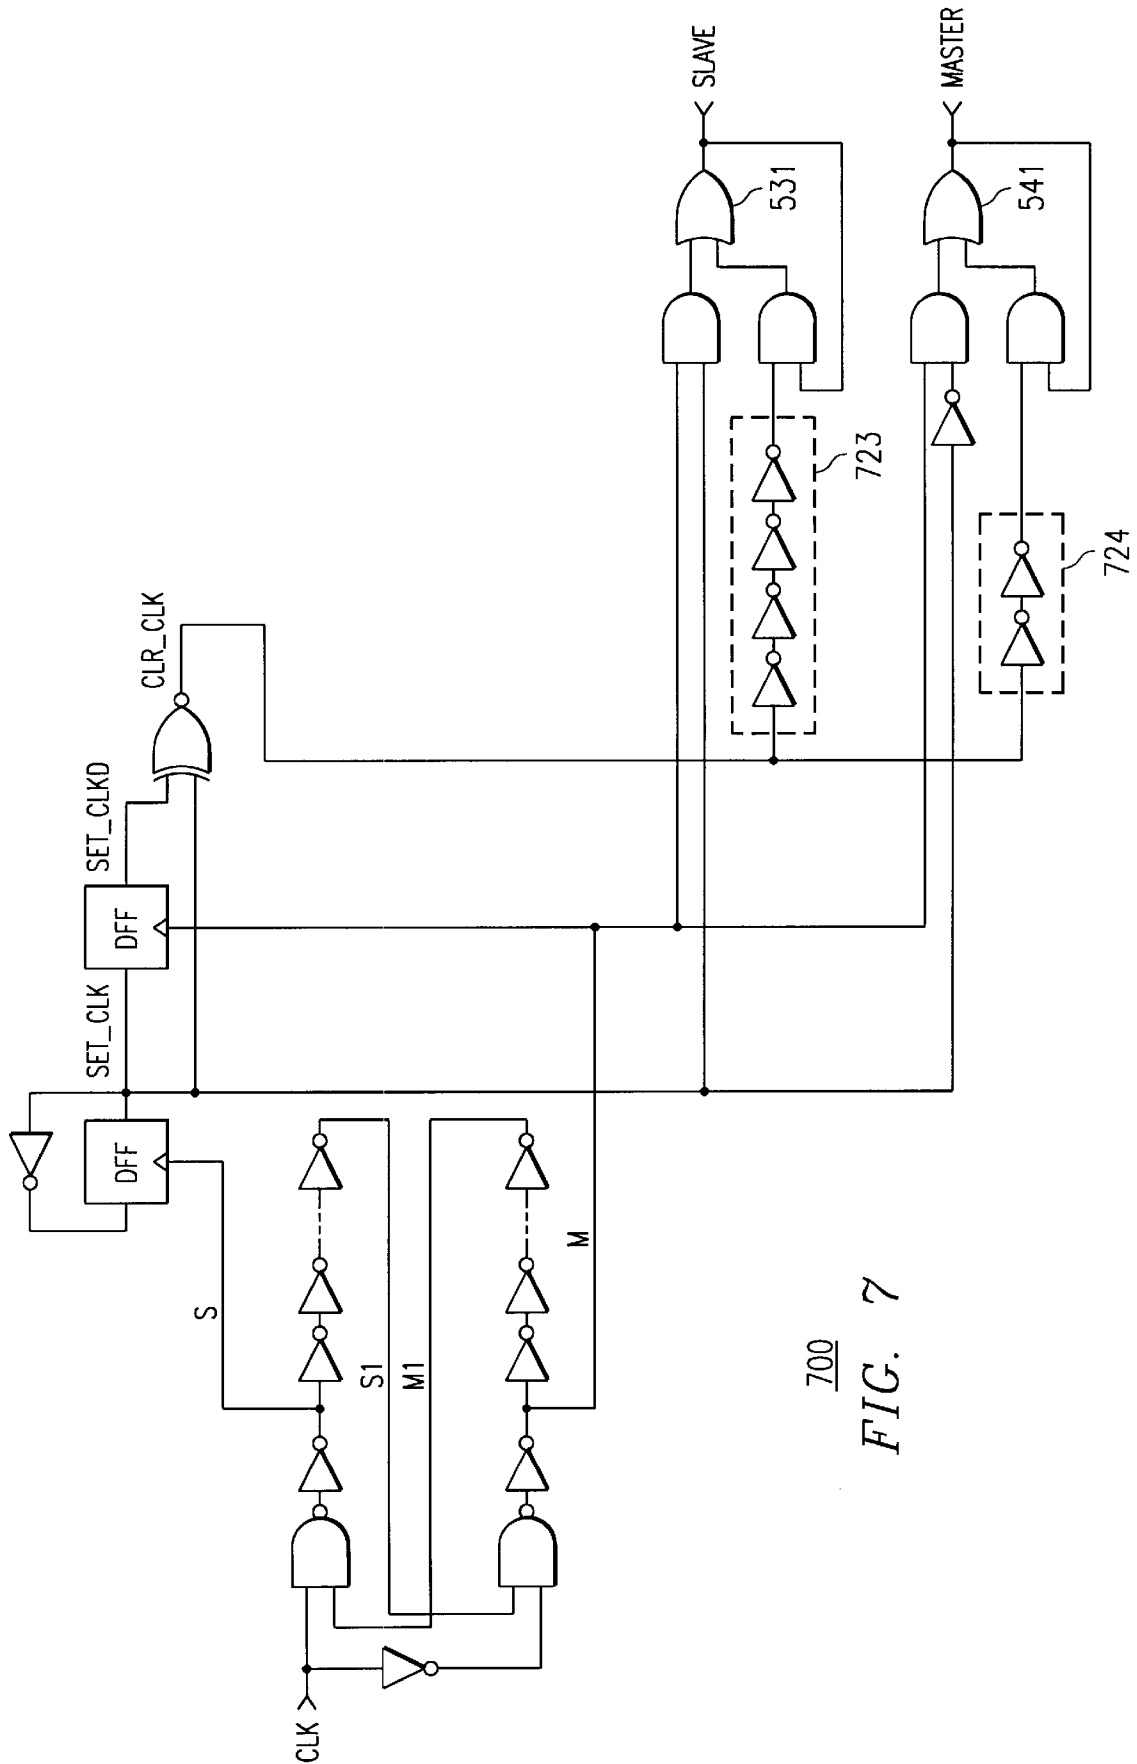 CLK
S
DFF
SET_CLK
DFF
SET_CLKD
CLR_CLK
S1
M1
M
723
531
SLAVE
724
541
MASTER
700
FIG. 7